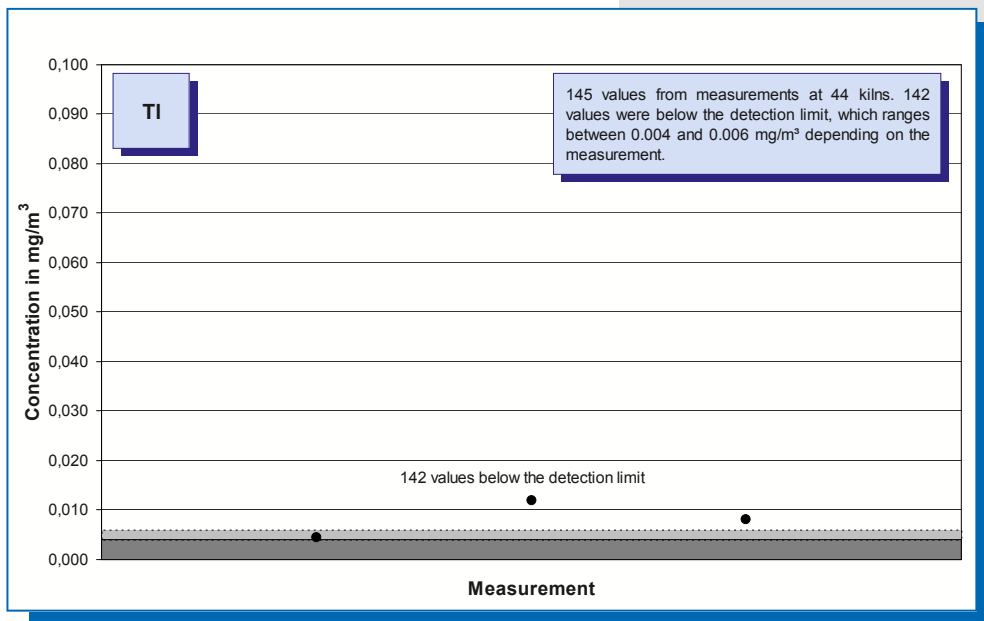 0,100
0,090
0,080
0,070
0,060
0,050
0,040
0,030
0,020
0,010
0,000
Concentration in mg/m³
Tl
145 values from measurements at 44 kilns. 142
values were below the detection limit, which ranges
between 0.004 and 0.006 mg/m³ depending on the
measurement.
142 values below the detection limit
Measurement